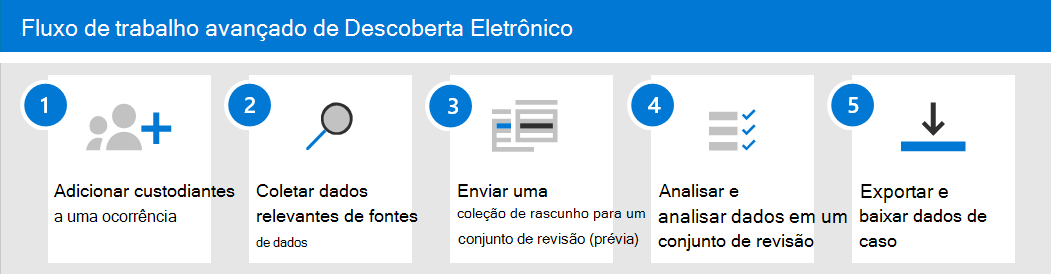 Fluxo de trabalho avançado de Descoberta Eletrônico
1
Adicionar custodiantes
a uma ocorrência
2
Coletar dados
relevantes de fontes
de dados
3
Enviar uma
coleção de rascunho para um
conjunto de revisão (prévia)
4
Analisar e
analisar dados em um
conjunto de revisão
5
Exportar e
baixar dados de
caso